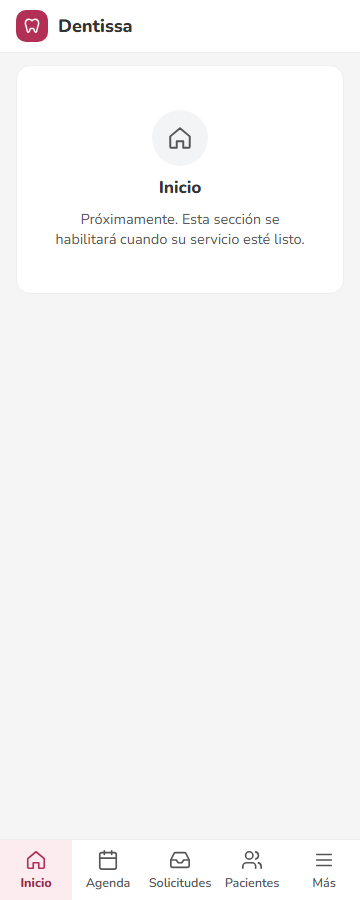 Dentissa
Inicio
Próximamente. Esta sección se
habilitará cuando su servicio esté listo.
Inicio
Agenda
Solicitudes
Pacientes
Más